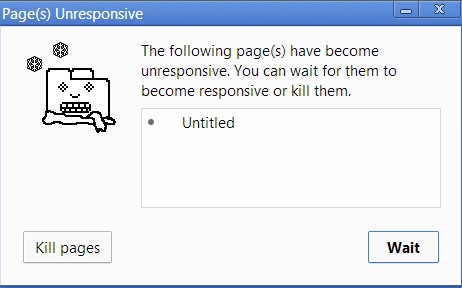 Page(s) Unresponsive
The following page(s) have become
unresponsive. You can wait for them to
become responsive or kill them.
Untitled
Kill pages
Wait